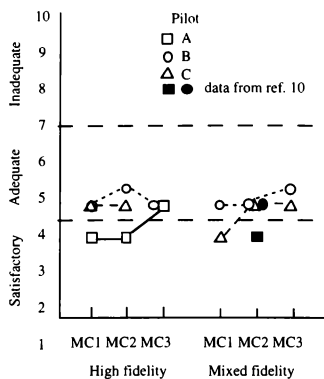 Pilot
A
B
C
data from ref. 10
10
9
8
7
6
5
4
3
2
1
Inadequate
Adequate
Satisfactory
MC1 MC2 MC3 MC1 MC2 MC3
High fidelity Mixed fidelity